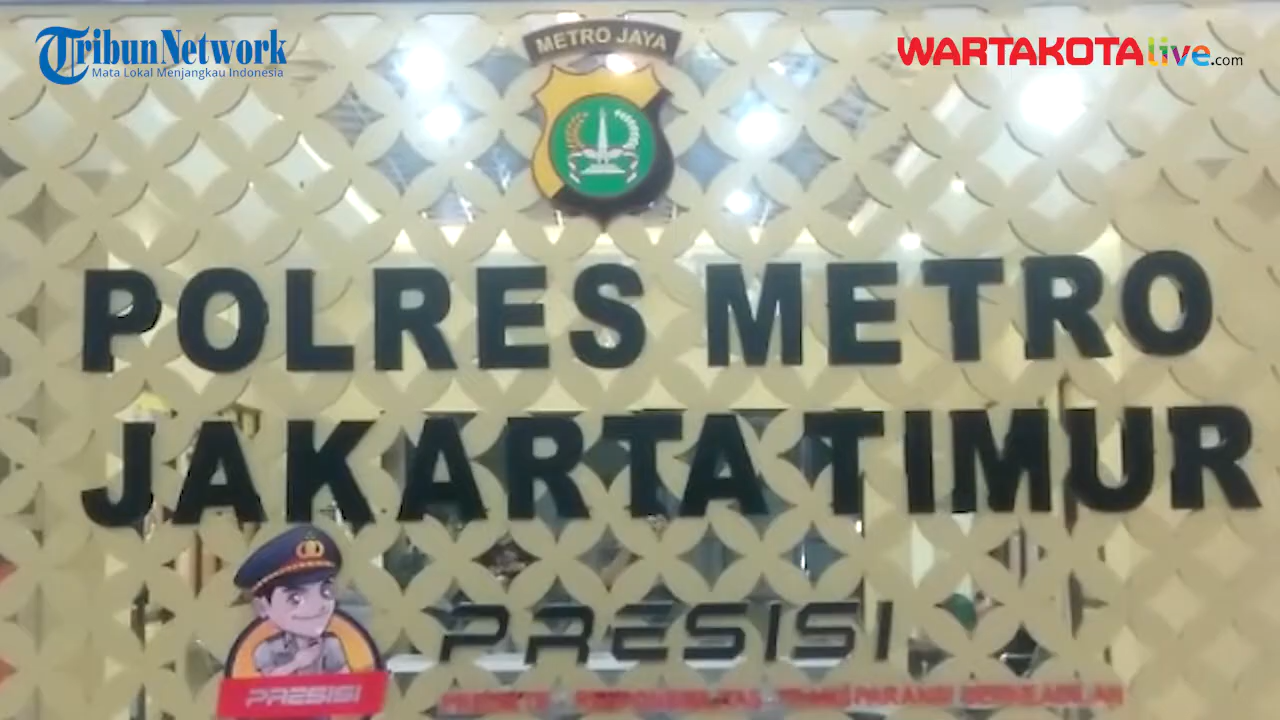 TribunNetwork
Mata Lokal Menjangkau Indonesia
WARTAKOTAlive.com
METRO JAYA
POLRES METRO
JAKARTA TIMUR
PRESISI
PRESISI